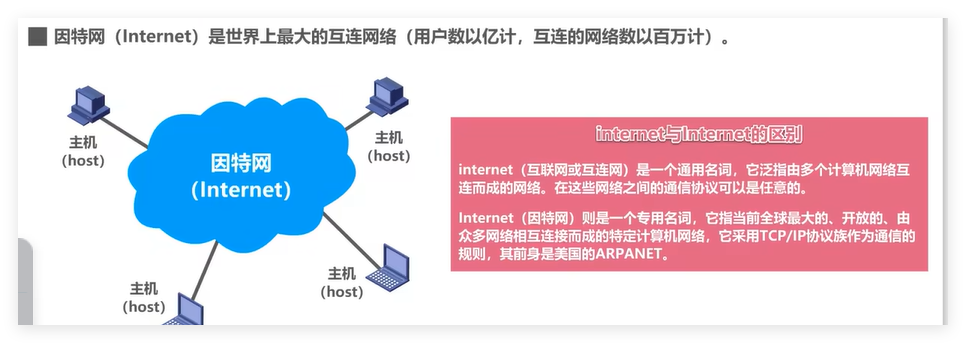 因特网（Internet）是世界上最大的互连网络（用户数以亿计，互连的网络数以百万计）。
主机
(host)
主机
(host)
因特网
（Internet）
internet与Internet的区别
internet（互联网或互连网）是一个通用名词，它泛指由多个计算机网络互
连而成的网络。在这些网络之间的通信协议可以是任意的。
Internet（因特网）则是一个专用名词，它指当前全球最大的、开放的、由
众多网络相互连接而成的特定计算机网络，它采用TCP/IP协议族作为通信的
规则，其前身是美国的ARPANET。
主机
(host)
主机
(host)